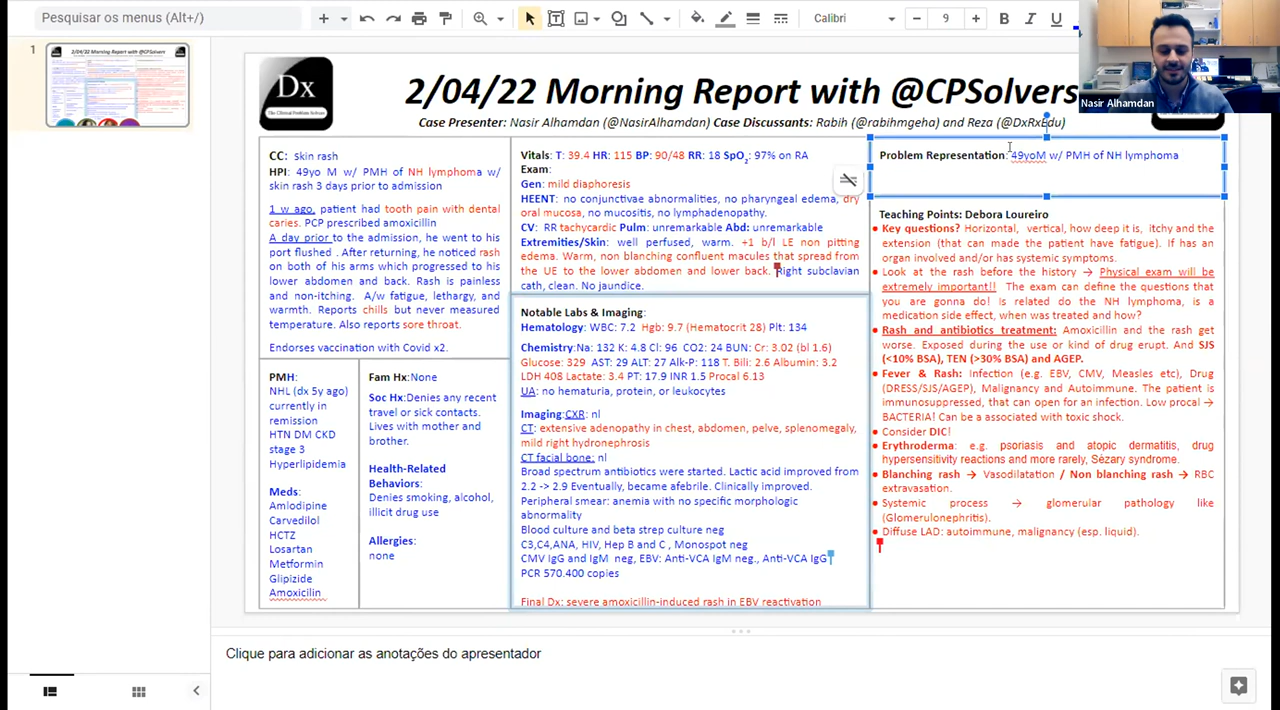 Pesquisar os menus (Alt+/)
Calibri
9
B
I
U
Nasir Alhamdan
1
Dx
The Clinical Problem Solvers
2/04/22 Morning Report with @CPSolvers
Case Presenter: Nasir Alhamdan (@NasirAlhamdan) Case Discussants: Rabih (@rabihmgeha) and Reza (@DxRxEdu)
CC: Skin rash
HPI: 49yo M w/ PMH of NH lymphoma w/
skin rash 3 days prior to admission
1 w ago, patient had tooth pain with dental
caries. PCP prescribed amoxicillin
A day prior to the admission, he went to his
port flushed . After returning, he noticed rash
on both of his arms which progressed to his
lower abdomen and back. Rash is painless
and non-itching. A/w fatigue, lethargy, and
warmth. Reports chills but never measured
temperature. Also reports sore throat.
Endorses vaccination with Covid x2.
PMH:
NHL (dx 5y ago)
currently in
remission
HTN DM CKD
stage 3
Hyperlipidemia
Meds:
Amlodipine
Carvedilol
HCTZ
Losartan
Metformin
Glipizide
Amoxicilin
Fam Hx:None
Soc Hx:Denies any recent
travel or sick contacts.
Lives with mother and
brother.
Health-Related
Behaviors:
Denies smoking, alcohol,
illicit drug use
Allergies:
none
Vitals: T: 39.4 HR: 115 BP: 90/48 RR: 18 SpO2: 97% on RA
Exam:
Gen: mild diaphoresis
HEENT: no conjunctivae abnormalities, no pharyngeal edema, dry
oral mucosa, no mucositis, no lymphadenopathy.
CV: RR tachycardic Pulm: unremarkable Abd: unremarkable
Extremities/Skin: well perfused, warm. +1 b/l LE non pitting
edema. Warm, non blanching confluent macules that spread from
the UE to the lower abdomen and lower back. Right subclavian
cath, clean. No jaundice.
Notable Labs & Imaging:
Hematology: WBC: 7.2 Hgb: 9.7 (Hematocrit 28) Plt: 134
Chemistry:Na: 132 K: 4.8 Cl: 96 CO2: 24 BUN: Cr: 3.02 (bl 1.6)
Glucose: 329 AST: 29 ALT: 27 Alk-P: 118 T. Bili: 2.6 Albumin: 3.2
LDH 408 Lactate: 3.4 PT: 17.9 INR 1.5 Procal 6.13
UA: no hematuria, protein, or leukocytes
Imaging:CXR: nl
CT: extensive adenopathy in chest, abdomen, pelve, splenomegaly,
mild right hydronephrosis
CT facial bone: nl
Broad spectrum antibiotics were started. Lactic acid improved from
2.2 -> 2.9 Eventually, became afebrile. Clinically improved.
Peripheral smear: anemia with no specific morphologic
abnormality
Blood culture and beta strep culture neg
C3,C4,ANA, HIV, Hep B and C , Monospot neg
CMV IgG and IgM neg, EBV: Anti-VCA IgM neg., Anti-VCA IgG
PCR 570.400 copies
Final Dx: severe amoxicillin-induced rash in EBV reactivation
Problem Representation: 49yoM w/ PMH of NH lymphoma
Teaching Points: Debora Loureiro
Key questions? Horizontal, vertical, how deep it is, itchy and the
extension (that can made the patient have fatigue). If has an
organ involved and/or has systemic symptoms.
Look at the rash before the history → Physical exam will be
extremely important!! The exam can define the questions that
you are gonna do! Is related do the NH lymphoma, is a
medication side effect, when was treated and how?
Rash and antibiotics treatment: Amoxicillin and the rash get
worse. Exposed during the use or kind of drug erupt. And SJS
(<10% BSA), TEN (>30% BSA) and AGEP.
Fever & Rash: Infection (e.g. EBV, CMV, Measles etc), Drug
(DRESS/SJS/AGEP), Malignancy and Autoimmune. The patient is
immunosuppressed, that can open for an infection. Low procal →
BACTERIA! Can be a associated with toxic shock.
Consider DIC!
Erythroderma: e.g. psoriasis and atopic dermatitis, drug
hypersensitivity reactions and more rarely, Sézary syndrome.
Blanching rash → Vasodilatation / Non blanching rash → RBC
extravasation.
Systemic process → glomerular pathology like
(Glomerulonephritis).
Diffuse LAD: autoimmune, malignancy (esp. liquid).
Clique para adicionar as anotações do apresentador